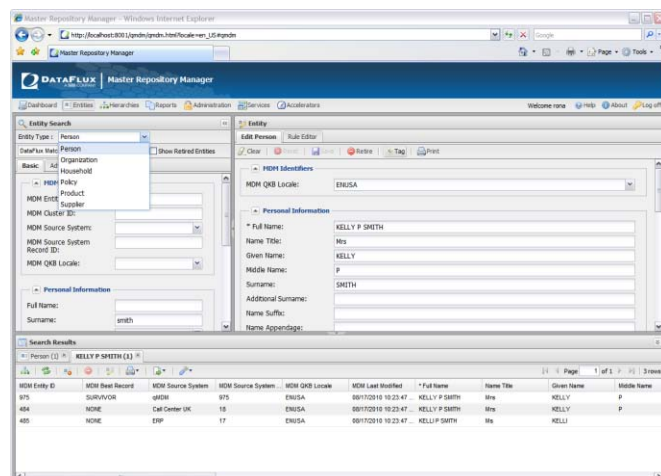 Master Repository Manager - Windows Internet Explorer
http://localhost:8001/qmdm/qmdm.html?locale=en_US#qmdm
Google
Master Repository Manager
Page
Tools
DATAFLUX Master Repository Manager
Dashboard Entities Hierarchies Reports Administration Services Accelerators Welcome rana Help About Log off
Entity Search
Entity
Entity Type: Person
Edit Person Rule Editor
Person
Organization
Household
Policy
Product
Supplier
Show Retired Entities
Clear Retire Tag Print
Basic
MDM Identifiers
MDM QKB Locale: ENUSA
MDM Cluster ID:
MDM Source System:
MDM Source System Record ID:
MDM QKB Locale:
Personal Information
Full Name:
Surname: smith
Personal Information
* Full Name: KELLY P SMITH
Name Title: Mrs
Given Name: KELLY
Middle Name: P
Surname: SMITH
Additional Surname:
Name Suffix:
Name Appendage:
Search Results
Person (1) KELLY P SMITH (1)
Page 1 of 1 3 rows
MDM Entity ID MDM Best Record MDM Source System MDM Source System ... MDM QKB Locale MDM Last Modified * Full Name Name Title Given Name Middle Name
975 SURVIVOR qMDM 975 ENUSA 08/17/2010 10:23:47 ... KELLY P SMITH Mrs KELLY P
484 NONE Call Center UK 18 ENUSA 08/17/2010 10:23:47 ... KELLY P SMITH Mrs KELLY P
485 NONE ERP 17 ENUSA 08/17/2010 10:23:47 ... KELLI P SMITH Ms KELLI